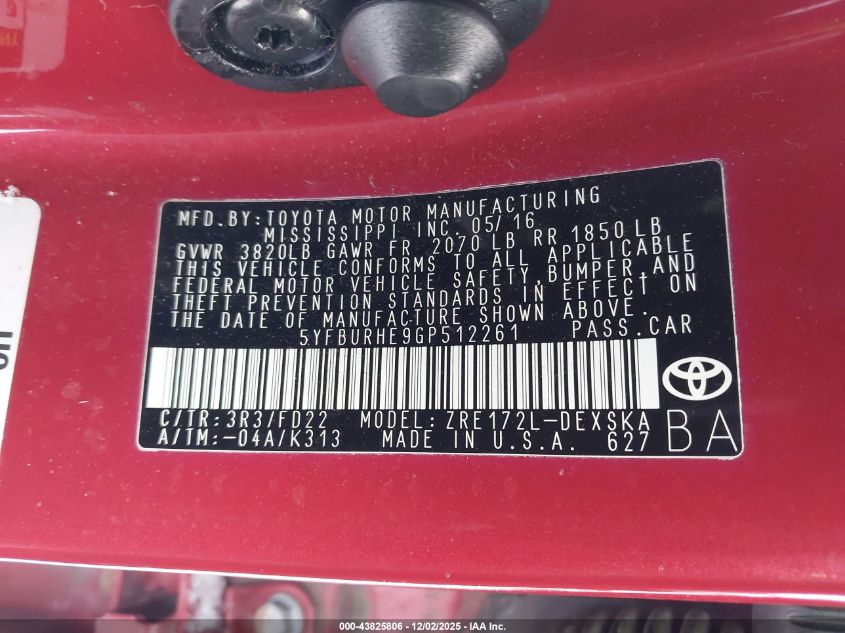 MFD.BY:TOYOTA MOTOR MANUFACTURING
MISSISSIPPI INC. 05/16
GVWR 3820LB GAWR FR 2070 LB RR 1850 LB
THIS VEHICLE CONFORMS TO ALL APPLICABLE
FEDERAL MOTOR VEHICLE SAFETY,BUMPER,AND
THEFT PREVENTION STANDARDS IN EFFECT ON
THE DATE OF MANUFACTURE SHOWN ABOVE.
5YFBURHE9GP512261 PASS.CAR
C/TR:3R3/FD22 MODEL:ZRE172L-DEXSKA
A/TM:-04A/K313 MADE IN U.S.A. 627
BA
000-43825806 - 12/02/2025 - IAA Inc.